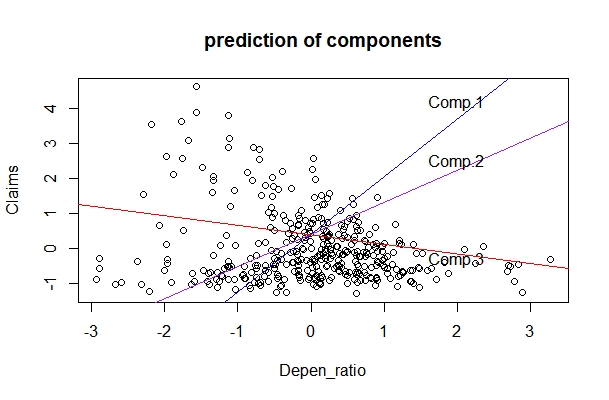 prediction of components
Claims
4
3
2
1
0
-1
Comp.1
Comp.2
Comp.3
-3
-2
-1
0
1
2
3
Depen_ratio